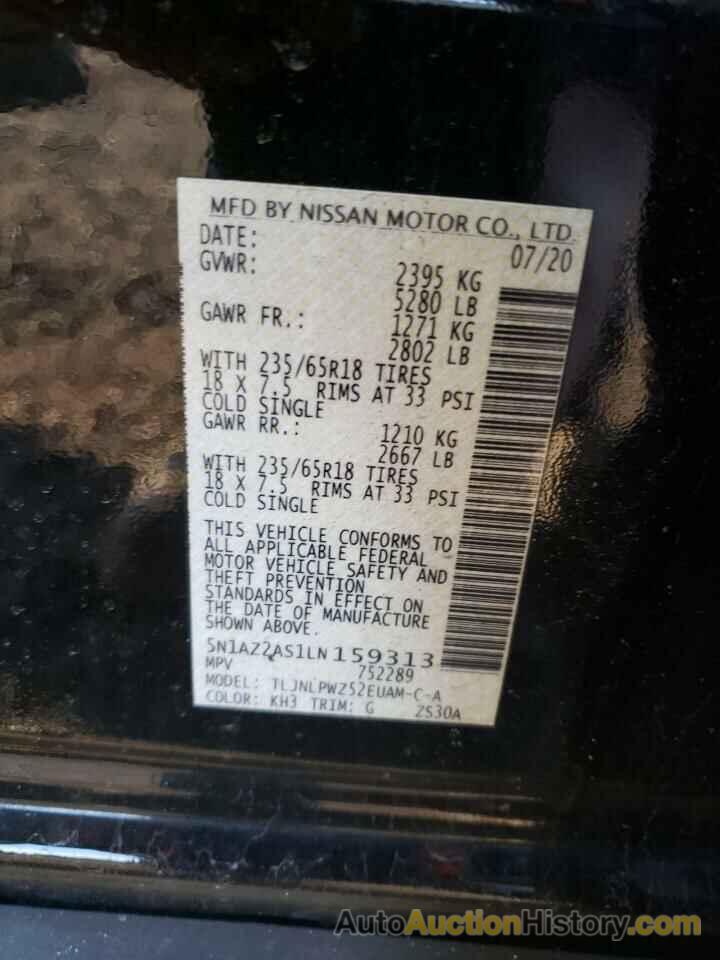 MFD BY NISSAN MOTOR CO., LTD.
DATE: 07/20
GVWR: 2395 KG
5280 LB
GAWR FR.: 1271 KG
2802 LB
WITH 235/65R18 TIRES
18 X 7.5 RIMS AT 33 PSI
COLD SINGLE
GAWR RR.: 1210 KG
2667 LB
WITH 235/65R18 TIRES
18 X 7.5 RIMS AT 33 PSI
COLD SINGLE
THIS VEHICLE CONFORMS TO
ALL APPLICABLE FEDERAL
MOTOR VEHICLE SAFETY AND
THEFT PREVENTION
STANDARDS IN EFFECT ON
THE DATE OF MANUFACTURE
SHOWN ABOVE.
5N1AZ2AS1LN159313
MPV 752289
MODEL: TLJNLPWZ52EUAM-C-A
COLOR: KH3 TRIM: G ZS30A
AutoAuctionHistory.com